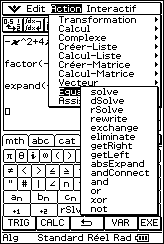 Edit Action Interactif
Transformation
Calcul
Complexe
Créer-Liste
Calcul-Liste
Créer-Matrice
Calcul-Matrice
Vecteur
solve
dSolve
rSolve
rewrite
exchange
eliminate
getRight
getLeft
absExpand
andConnect
and
or
xor
not
factor(
expand(
mth abc cat
π θ i ∞
TRIG CALC VAR EXE
Alg Standard Réel Rad